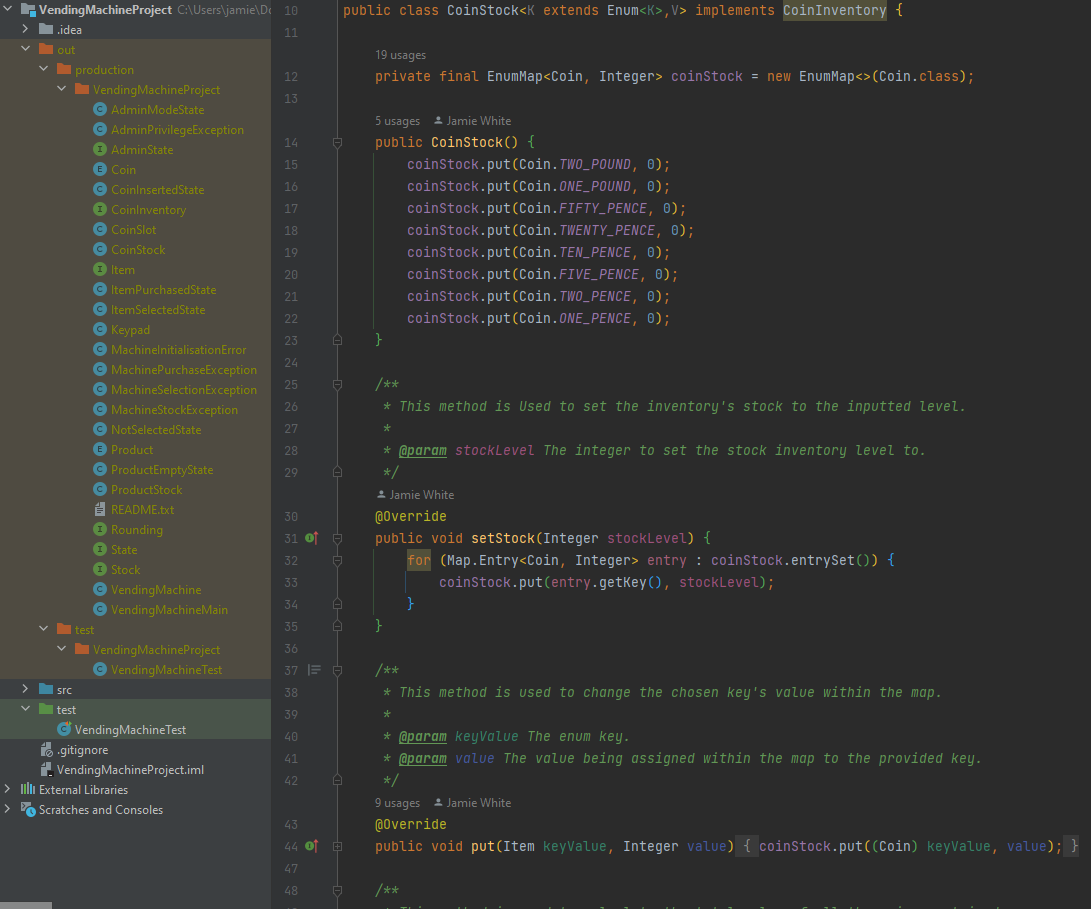 VendingMachineProject C:\Users\jamie\Do
.idea
out
production
VendingMachineProject
AdminModeState
AdminPrivilegeException
AdminState
Coin
CoinInsertedState
CoinInventory
CoinSlot
CoinStock
Item
ItemPurchasedState
ItemSelectedState
Keypad
MachineInitialisationError
MachinePurchaseException
MachineSelectionException
MachineStockException
NotSelectedState
Product
ProductEmptyState
ProductStock
README.txt
Rounding
State
Stock
VendingMachine
VendingMachineMain
test
VendingMachineProject
VendingMachineTest
src
test
VendingMachineTest
.gitignore
VendingMachineProject.iml
External Libraries
Scratches and Consoles
10 public class CoinStock<K extends Enum<K>,V> implements CoinInventory {
11
19 usages
12 private final EnumMap<Coin, Integer> coinStock = new EnumMap<>(Coin.class);
13
5 usages Jamie White
14 public CoinStock() {
15 coinStock.put(Coin.TWO_POUND, 0);
16 coinStock.put(Coin.ONE_POUND, 0);
17 coinStock.put(Coin.FIFTY_PENCE, 0);
18 coinStock.put(Coin.TWENTY_PENCE, 0);
19 coinStock.put(Coin.TEN_PENCE, 0);
20 coinStock.put(Coin.FIVE_PENCE, 0);
21 coinStock.put(Coin.TWO_PENCE, 0);
22 coinStock.put(Coin.ONE_PENCE, 0);
23 }
24
25 /**
26 * This method is Used to set the inventory's stock to the inputted level.
27 *
28 * @param stockLevel The integer to set the stock inventory level to.
29 */
Jamie White
30 @Override
31 public void setStock(Integer stockLevel) {
32 for (Map.Entry<Coin, Integer> entry : coinStock.entrySet()) {
33 coinStock.put(entry.getKey(), stockLevel);
34 }
35 }
36
37 /**
38 * This method is used to change the chosen key's value within the map.
39 *
40 * @param keyValue The enum key.
41 * @param value The value being assigned within the map to the provided key.
42 */
9 usages Jamie White
43 @Override
44 public void put(Item keyValue, Integer value) { coinStock.put((Coin) keyValue, value); }
47
48 /**